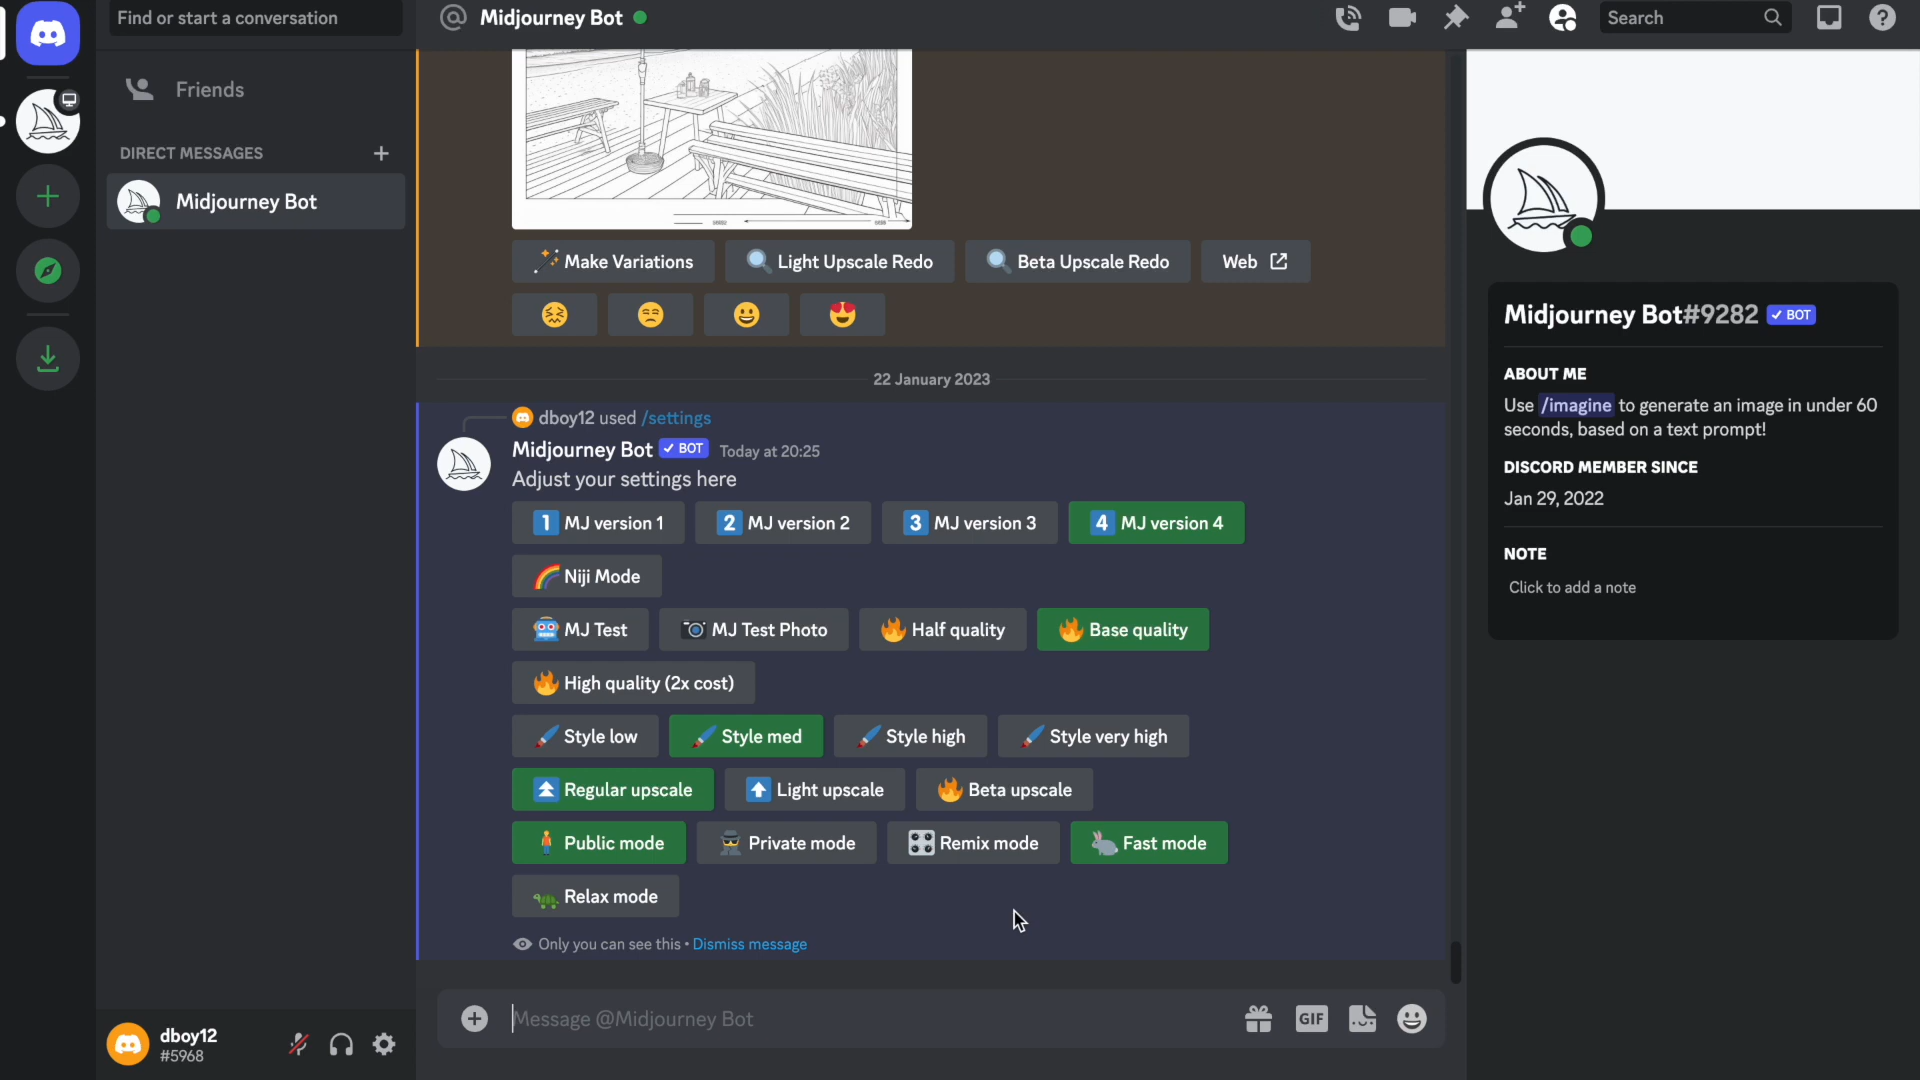 Find or start a conversation
Friends
DIRECT MESSAGES
Midjourney Bot
dboy12
#5968
Midjourney Bot
Search
Make Variations
Light Upscale Redo
Beta Upscale Redo
Web
22 January 2023
dboy12 used /settings
Midjourney Bot BOT Today at 20:25
Adjust your settings here
1 MJ version 1
2 MJ version 2
3 MJ version 3
4 MJ version 4
Niji Mode
MJ Test
MJ Test Photo
Half quality
Base quality
High quality (2x cost)
Style low
Style med
Style high
Style very high
Regular upscale
Light upscale
Beta upscale
Public mode
Private mode
Remix mode
Fast mode
Relax mode
Only you can see this • Dismiss message
Message @Midjourney Bot
GIF
Midjourney Bot#9282 BOT
ABOUT ME
Use /imagine to generate an image in under 60
seconds, based on a text prompt!
DISCORD MEMBER SINCE
Jan 29, 2022
NOTE
Click to add a note